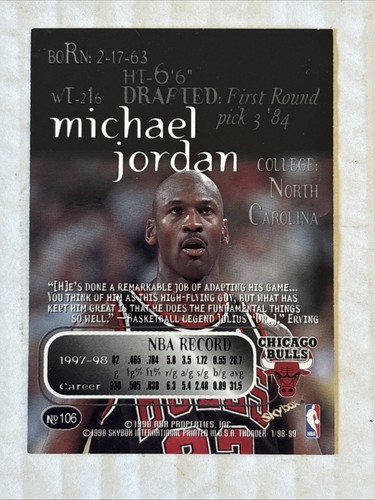 BORN: 2-17-63
HT-6'6"
WT-216 DRAFTED: First Round
pick 3 '84
michael
jordan
COLLEGE:
NORTH
CAROLINA
"[H]E'S DONE A REMARKABLE JOB OF ADAPTING HIS GAME...
YOU THINK OF HIM AS THIS HIGH-FLYING GUY, BUT WHAT HAS
KEPT HIM GREAT IS THAT HE DOES THE FUNDAMENTAL THINGS
SO WELL." —BASKETBALL LEGEND JULIUS "DR. J" ERVING
NBA RECORD
1997-98 82 .465 .784 5.8 3.5 1.72 0.55 28.7
g fg% ft% r/g a/g s/g b/g avg
Career 930 .505 .838 6.3 5.4 2.48 0.89 31.5
CHICAGO
BULLS
SKYBOX
NBA
No 106
©1998 NBA PROPERTIES, INC.
©1998 SKYBOX INTERNATIONAL PRINTED IN U.S.A. THUNDER 1/98-99